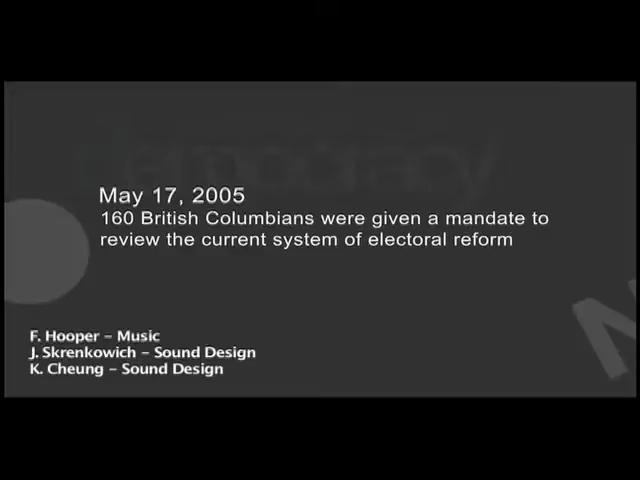 democracy
May 17, 2005
160 British Columbians were given a mandate to
review the current system of electoral reform
F. Hooper – Music
J. Skrenkowich – Sound Design
K. Cheung – Sound Design